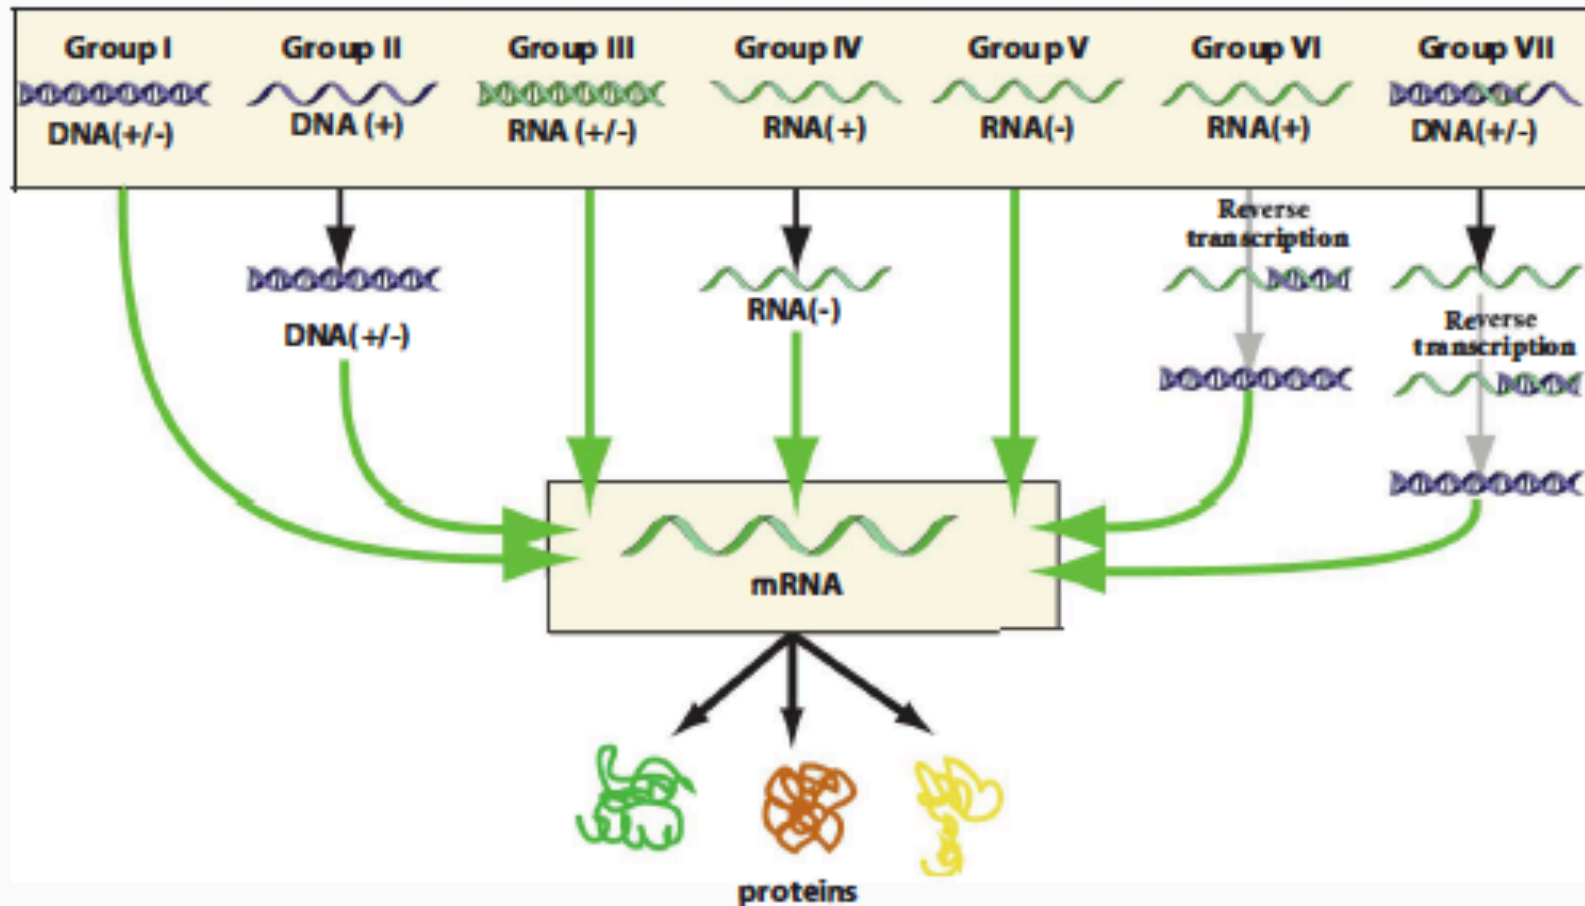 Group I
Group II
Group III
Group IV
Group V
Group VI
Group VII
DNA(+/-)
DNA (+)
RNA (+/-)
RNA(+)
RNA(-)
RNA(+)
DNA(+/-)
Reverse
transcription
DNA(+/-)
RNA(-)
Reverse
transcription
mRNA
proteins